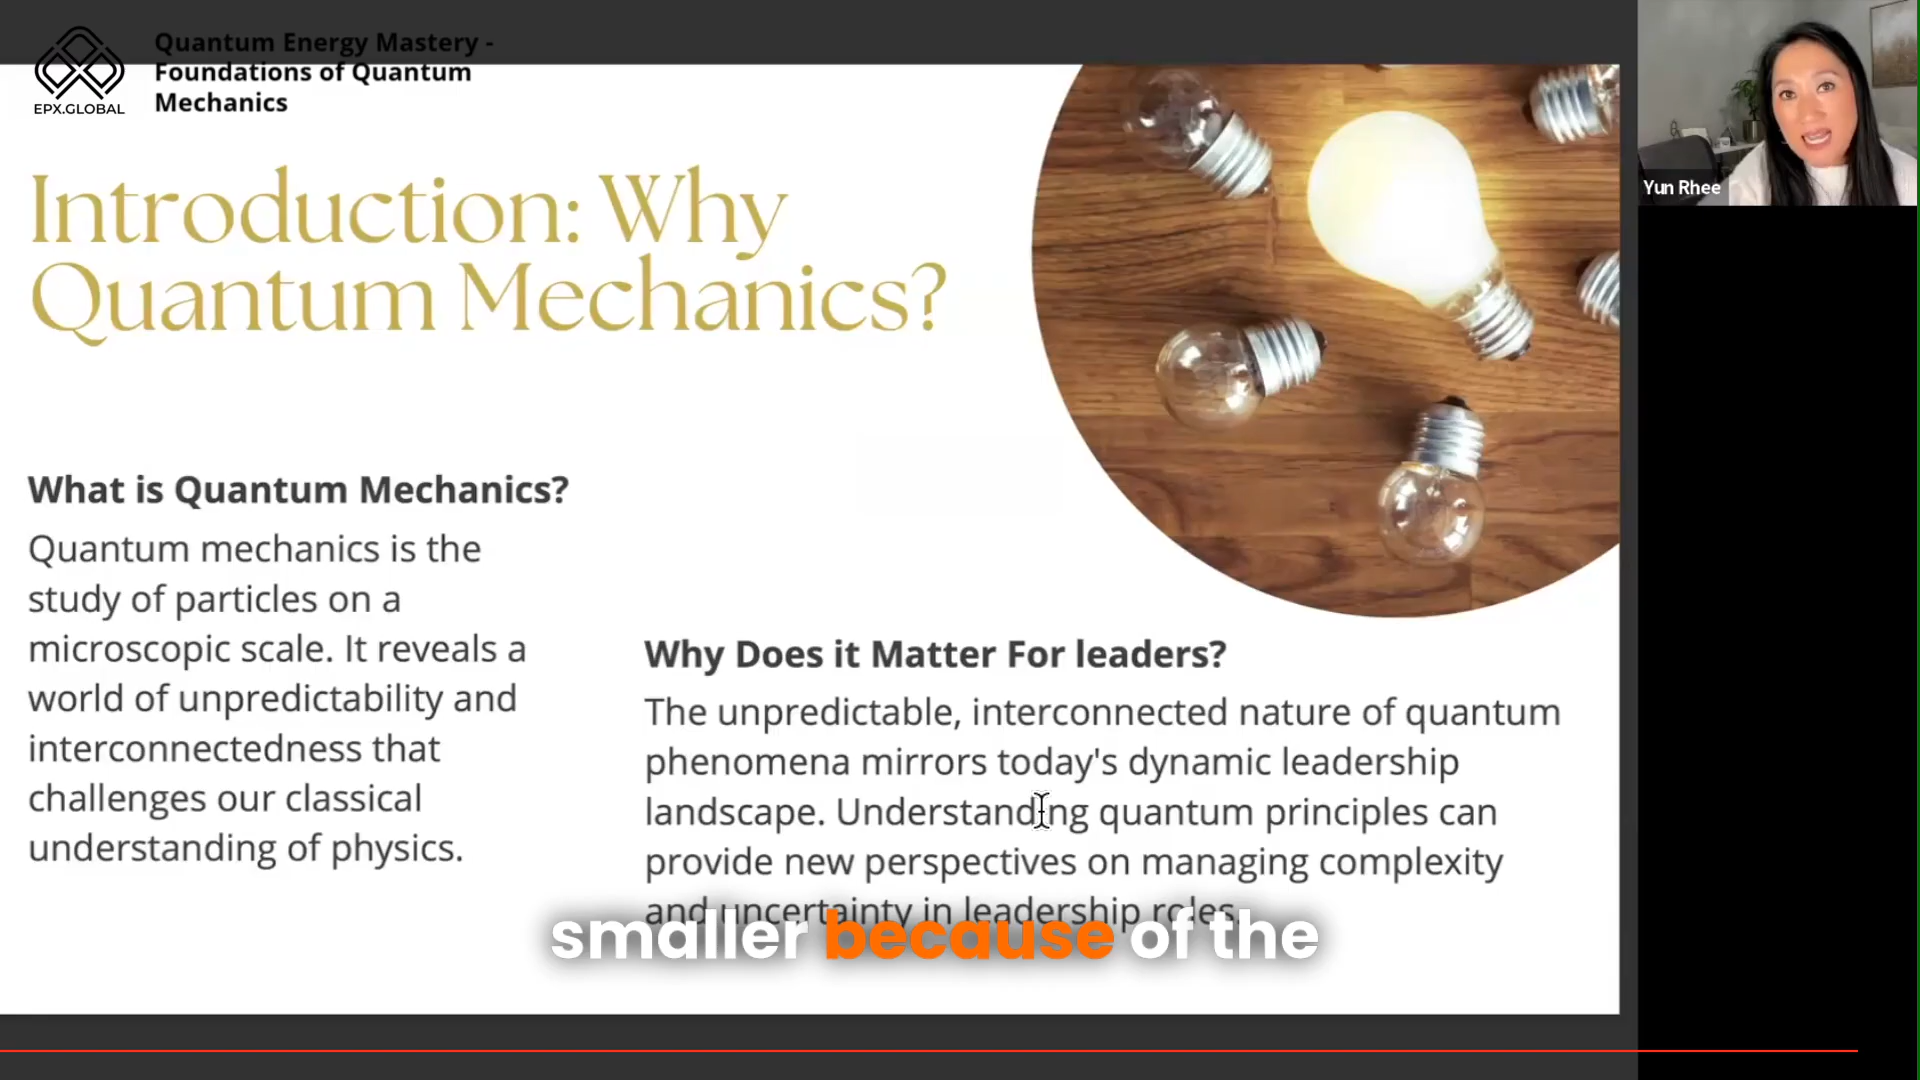 Quantum Energy Mastery -
Foundations of Quantum
Mechanics
EPX.GLOBAL
Introduction: Why
Quantum Mechanics?
What is Quantum Mechanics?
Quantum mechanics is the
study of particles on a
microscopic scale. It reveals a
world of unpredictability and
interconnectedness that
challenges our classical
understanding of physics.
Why Does it Matter For leaders?
The unpredictable, interconnected nature of quantum
phenomena mirrors today's dynamic leadership
landscape. Understanding quantum principles can
provide new perspectives on managing complexity
and uncertainty in leadership roles.
smaller because of the
Yun Rhee